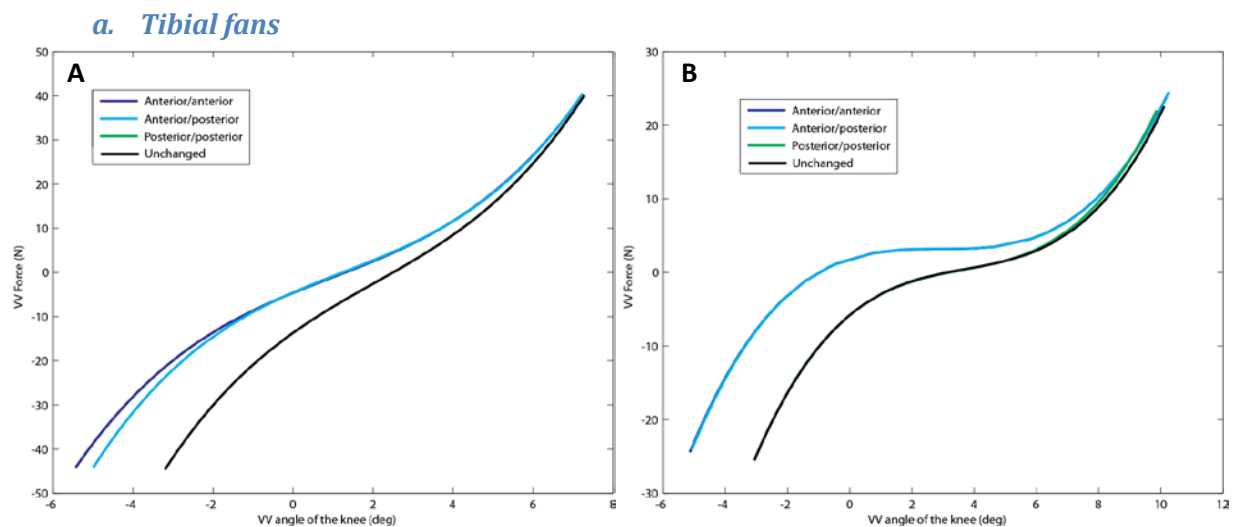 a. Tibial fans
A
50
40
30
20
10
0
-10
-20
-30
-40
-50
VV Force (N)
Anterior/anterior
Anterior/posterior
Posterior/posterior
Unchanged
-6 -4 -2 0 2 4 6 8
VV angle of the knee (deg)
B
30
20
10
0
-10
-20
-30
VV Force (N)
Anterior/anterior
Anterior/posterior
Posterior/posterior
Unchanged
-6 -4 -2 0 2 4 6 8 10 12
VV angle of the knee (deg)